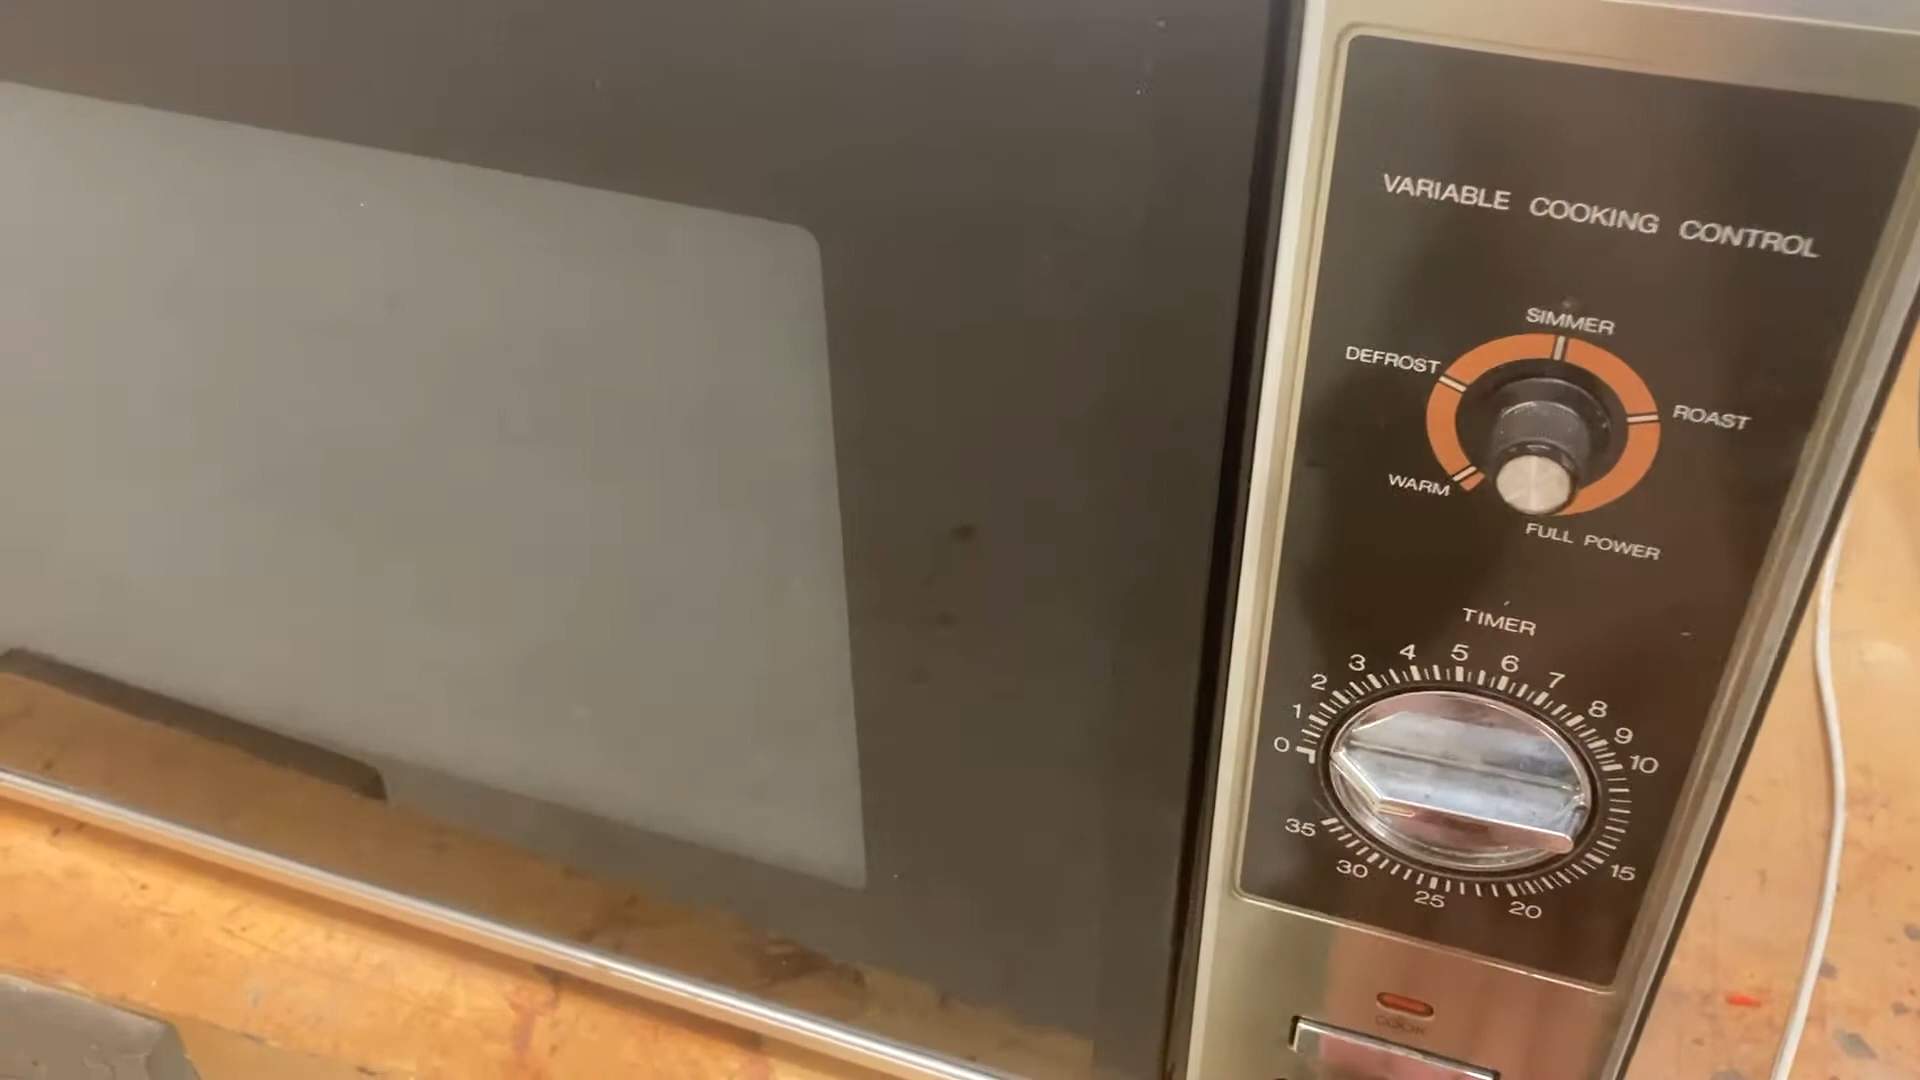 VARIABLE COOKING CONTROL
SIMMER
DEFROST
ROAST
WARM
FULL POWER
TIMER
0 1 2 3 4 5 6 7 8 9 10
35 30 25 20 15
COOK